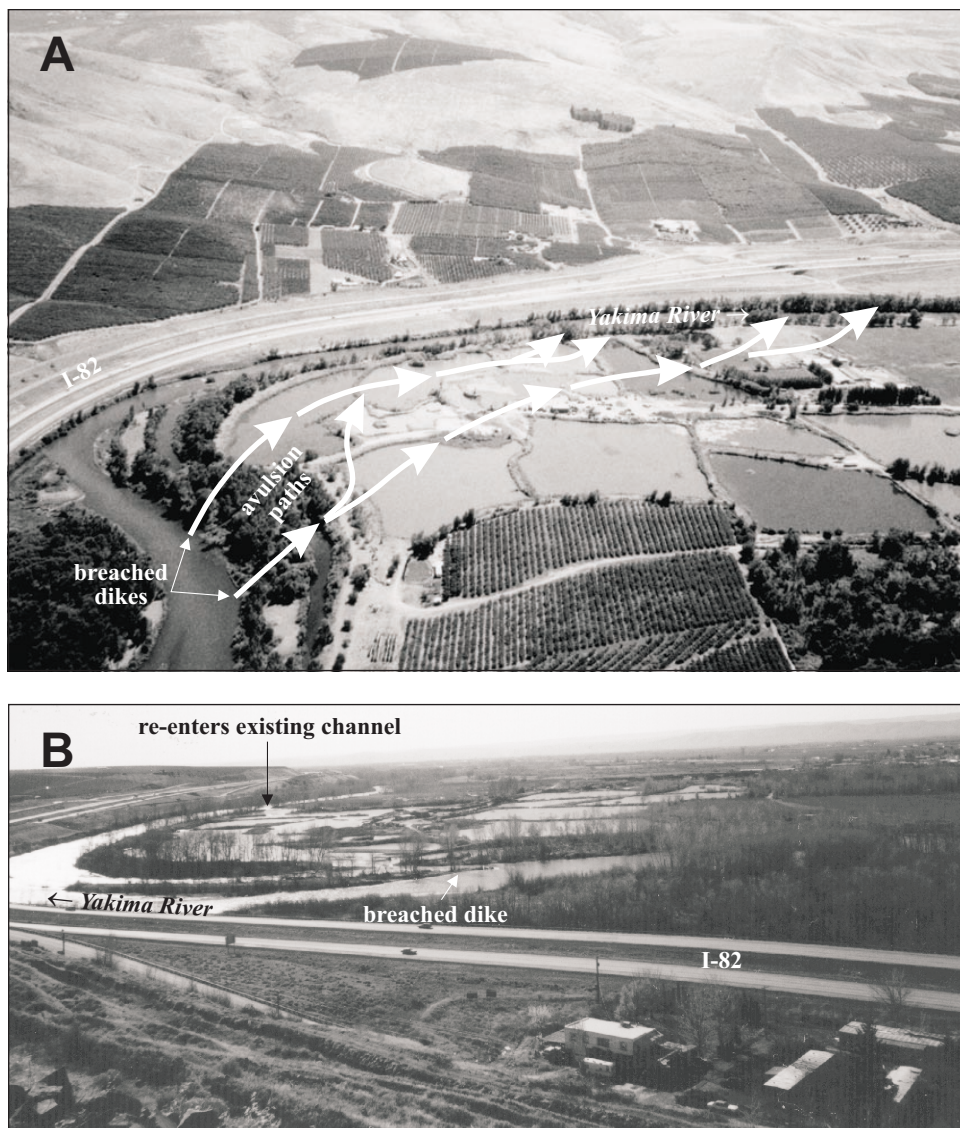 A
Yakima River →
I-82
avulsion
paths
breached
dikes
B
re-enters existing channel
← Yakima River
breached dike
I-82